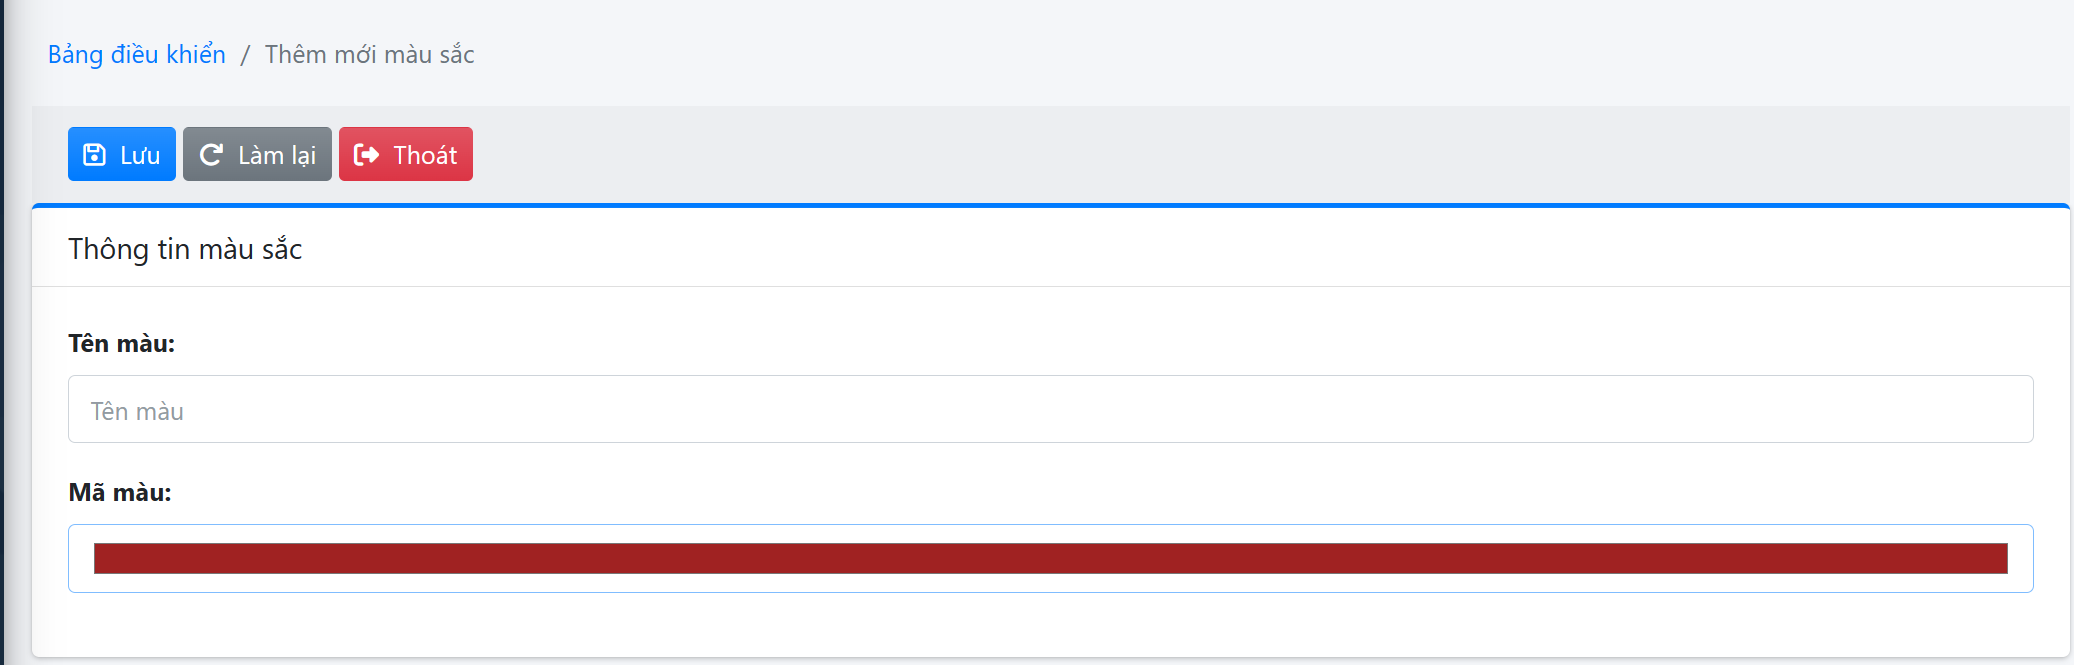 Bảng điều khiển / Thêm mới màu sắc
Lưu Làm lại Thoát
Thông tin màu sắc
Tên màu:
Tên màu
Mã màu: